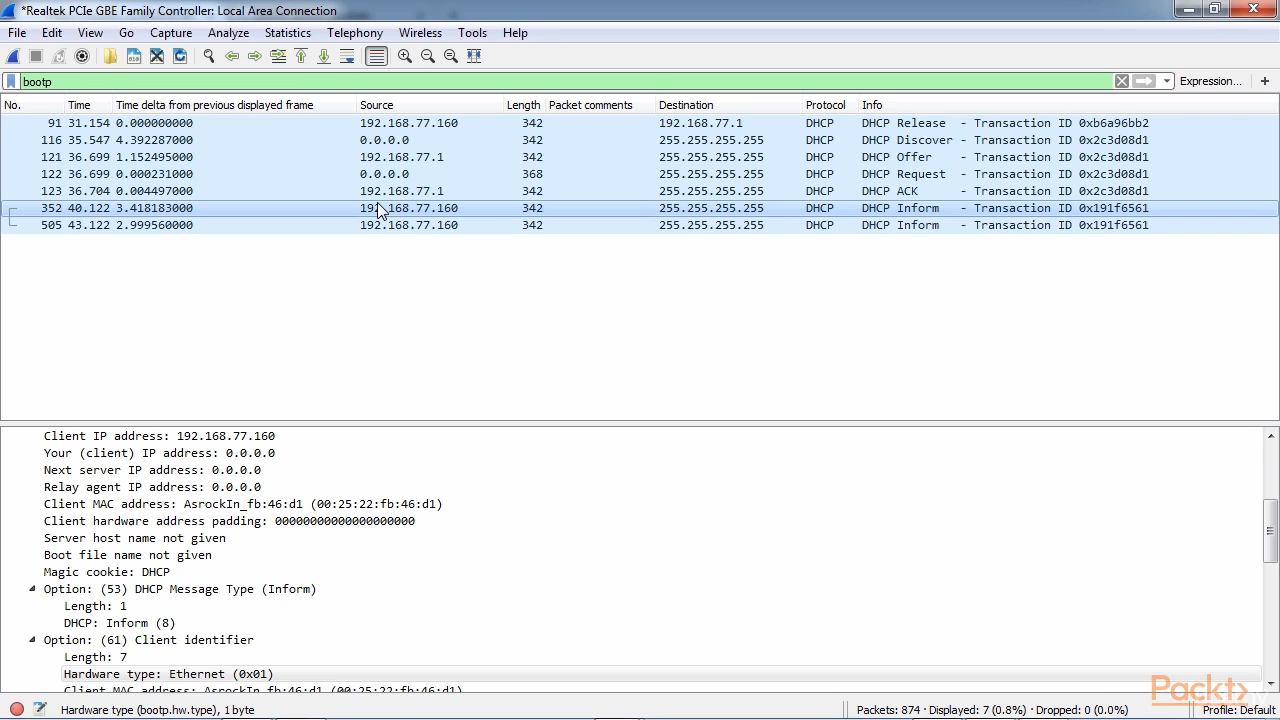 *Realtek PCIe GBE Family Controller: Local Area Connection
File Edit View Go Capture Analyze Statistics Telephony Wireless Tools Help
bootp Expression... +
No. Time Time delta from previous displayed frame Source Length Packet comments Destination Protocol Info
91 31.154 0.000000000 192.168.77.160 342 192.168.77.1 DHCP DHCP Release - Transaction ID 0xb6a96bb2
116 35.547 4.392287000 0.0.0.0 342 255.255.255.255 DHCP DHCP Discover - Transaction ID 0x2c3d08d1
121 36.699 1.152495000 192.168.77.1 342 255.255.255.255 DHCP DHCP Offer - Transaction ID 0x2c3d08d1
122 36.699 0.000231000 0.0.0.0 368 255.255.255.255 DHCP DHCP Request - Transaction ID 0x2c3d08d1
123 36.704 0.004497000 192.168.77.1 342 255.255.255.255 DHCP DHCP ACK - Transaction ID 0x2c3d08d1
352 40.122 3.418183000 192.168.77.160 342 255.255.255.255 DHCP DHCP Inform - Transaction ID 0x191f6561
505 43.122 2.999560000 192.168.77.160 342 255.255.255.255 DHCP DHCP Inform - Transaction ID 0x191f6561
Client IP address: 192.168.77.160
Your (client) IP address: 0.0.0.0
Next server IP address: 0.0.0.0
Relay agent IP address: 0.0.0.0
Client MAC address: AsrockIn_fb:46:d1 (00:25:22:fb:46:d1)
Client hardware address padding: 00000000000000000000
Server host name not given
Boot file name not given
Magic cookie: DHCP
Option: (53) DHCP Message Type (Inform)
Length: 1
DHCP: Inform (8)
Option: (61) Client identifier
Length: 7
Hardware type: Ethernet (0x01)
Client MAC address: AsrockIn_fb:46:d1 (00:25:22:fb:46:d1)
Packt
Hardware type (bootp.hw.type), 1 byte Packets: 874 · Displayed: 7 (0.8%) · Dropped: 0 (0.0%) Profile: Default